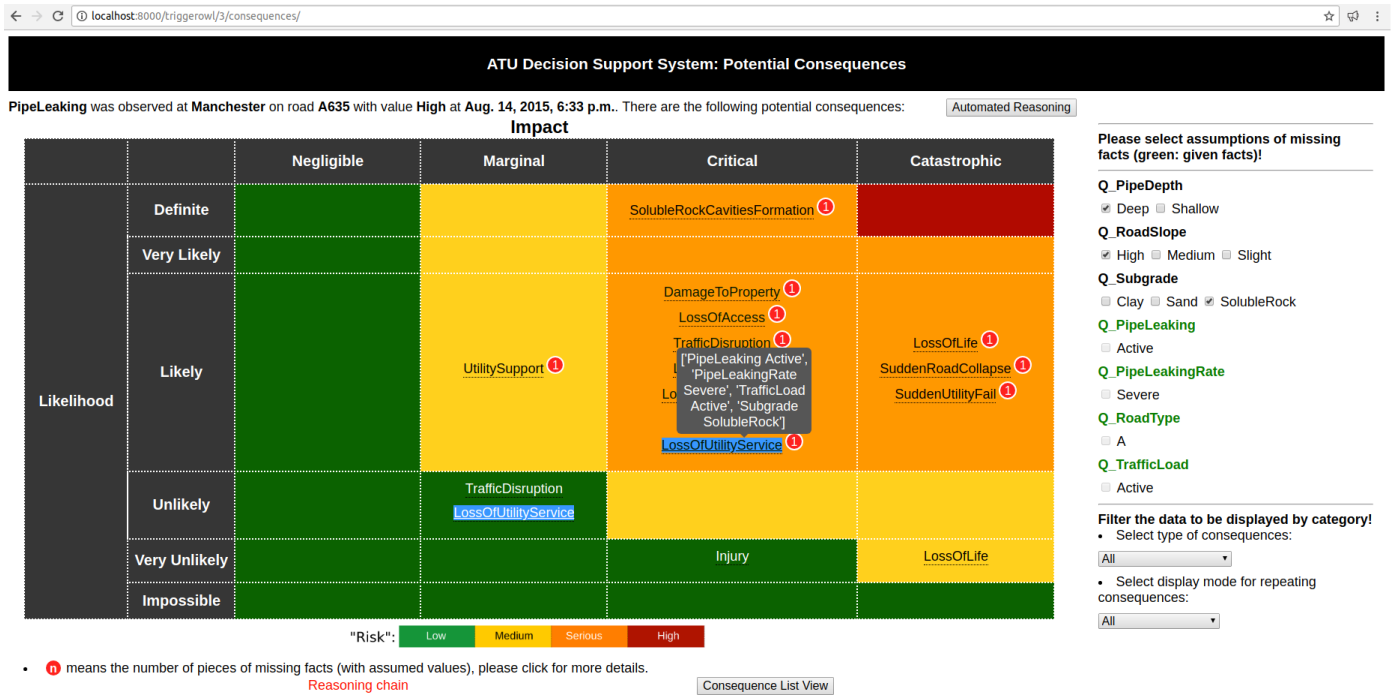 localhost:8000/triggerowl/3/consequences/
ATU Decision Support System: Potential Consequences
PipeLeaking was observed at Manchester on road A635 with value High at Aug. 14, 2015, 6:33 p.m.. There are the following potential consequences:
Automated Reasoning
Impact
Negligible Marginal Critical Catastrophic
Likelihood
Definite
SolubleRockCavitiesFormation 1
Very Likely
Likely
UtilitySupport 1
DamageToProperty 1
LossOfAccess 1
TrafficDisruption 1
L
Lo
['PipeLeaking Active',
'PipeLeakingRate
Severe', 'TrafficLoad
Active', 'Subgrade
SolubleRock']
LossOfUtilityService 1
LossOfLife 1
SuddenRoadCollapse 1
SuddenUtilityFail 1
Unlikely
TrafficDisruption
LossOfUtilityService
Very Unlikely
Injury
LossOfLife
Impossible
"Risk": Low Medium Serious High
• n means the number of pieces of missing facts (with assumed values), please click for more details.
Reasoning chain
Consequence List View
Please select assumptions of missing
facts (green: given facts)!
Q_PipeDepth
Deep Shallow
Q_RoadSlope
High Medium Slight
Q_Subgrade
Clay Sand SolubleRock
Q_PipeLeaking
Active
Q_PipeLeakingRate
Severe
Q_RoadType
A
Q_TrafficLoad
Active
Filter the data to be displayed by category!
• Select type of consequences:
All
• Select display mode for repeating
consequences:
All